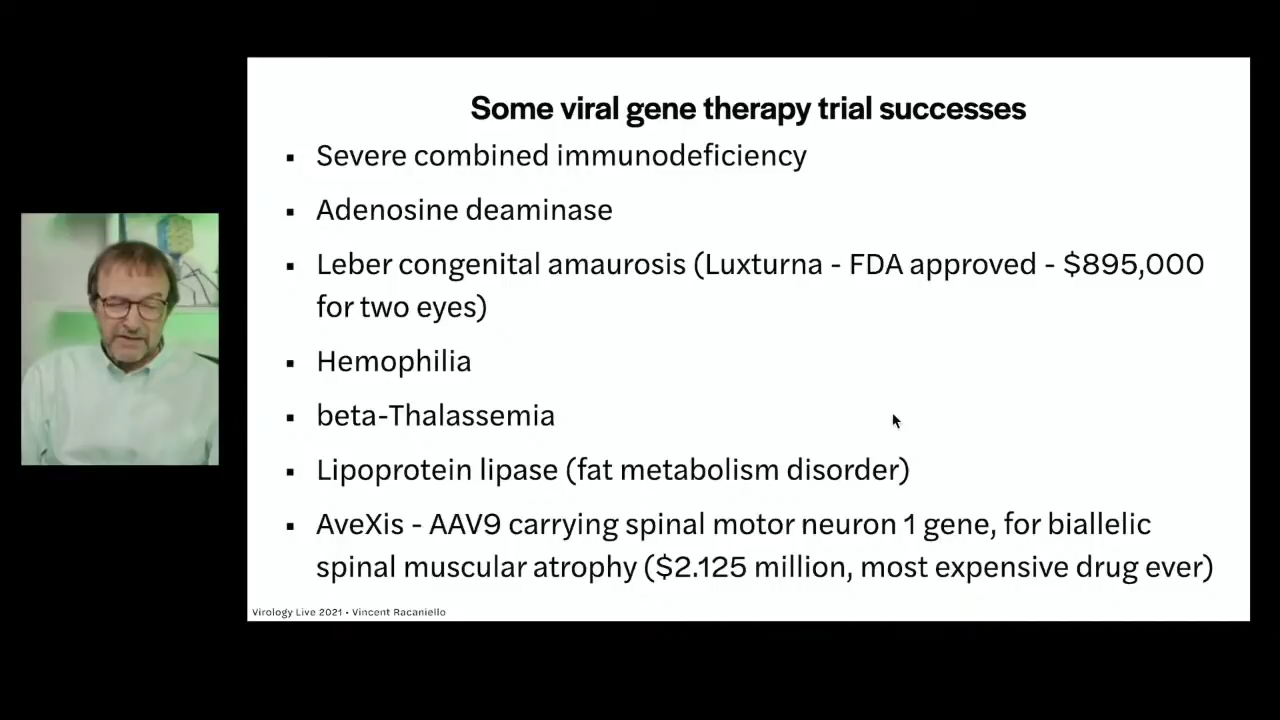 Some viral gene therapy trial successes
▪ Severe combined immunodeficiency
▪ Adenosine deaminase
▪ Leber congenital amaurosis (Luxturna - FDA approved - $895,000
for two eyes)
▪ Hemophilia
▪ beta-Thalassemia
▪ Lipoprotein lipase (fat metabolism disorder)
▪ AveXis - AAV9 carrying spinal motor neuron 1 gene, for biallelic
spinal muscular atrophy ($2.125 million, most expensive drug ever)
Virology Live 2021 • Vincent Racaniello